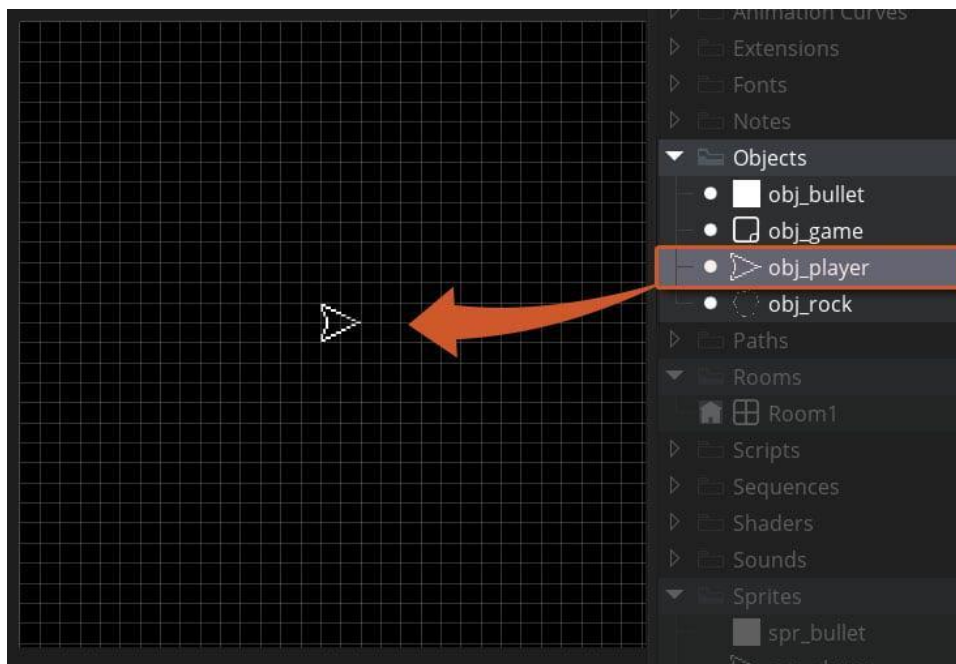 Animation Curves
Extensions
Fonts
Notes
Objects
obj_bullet
obj_game
obj_player
obj_rock
Paths
Rooms
Room1
Scripts
Sequences
Shaders
Sounds
Sprites
spr_bullet